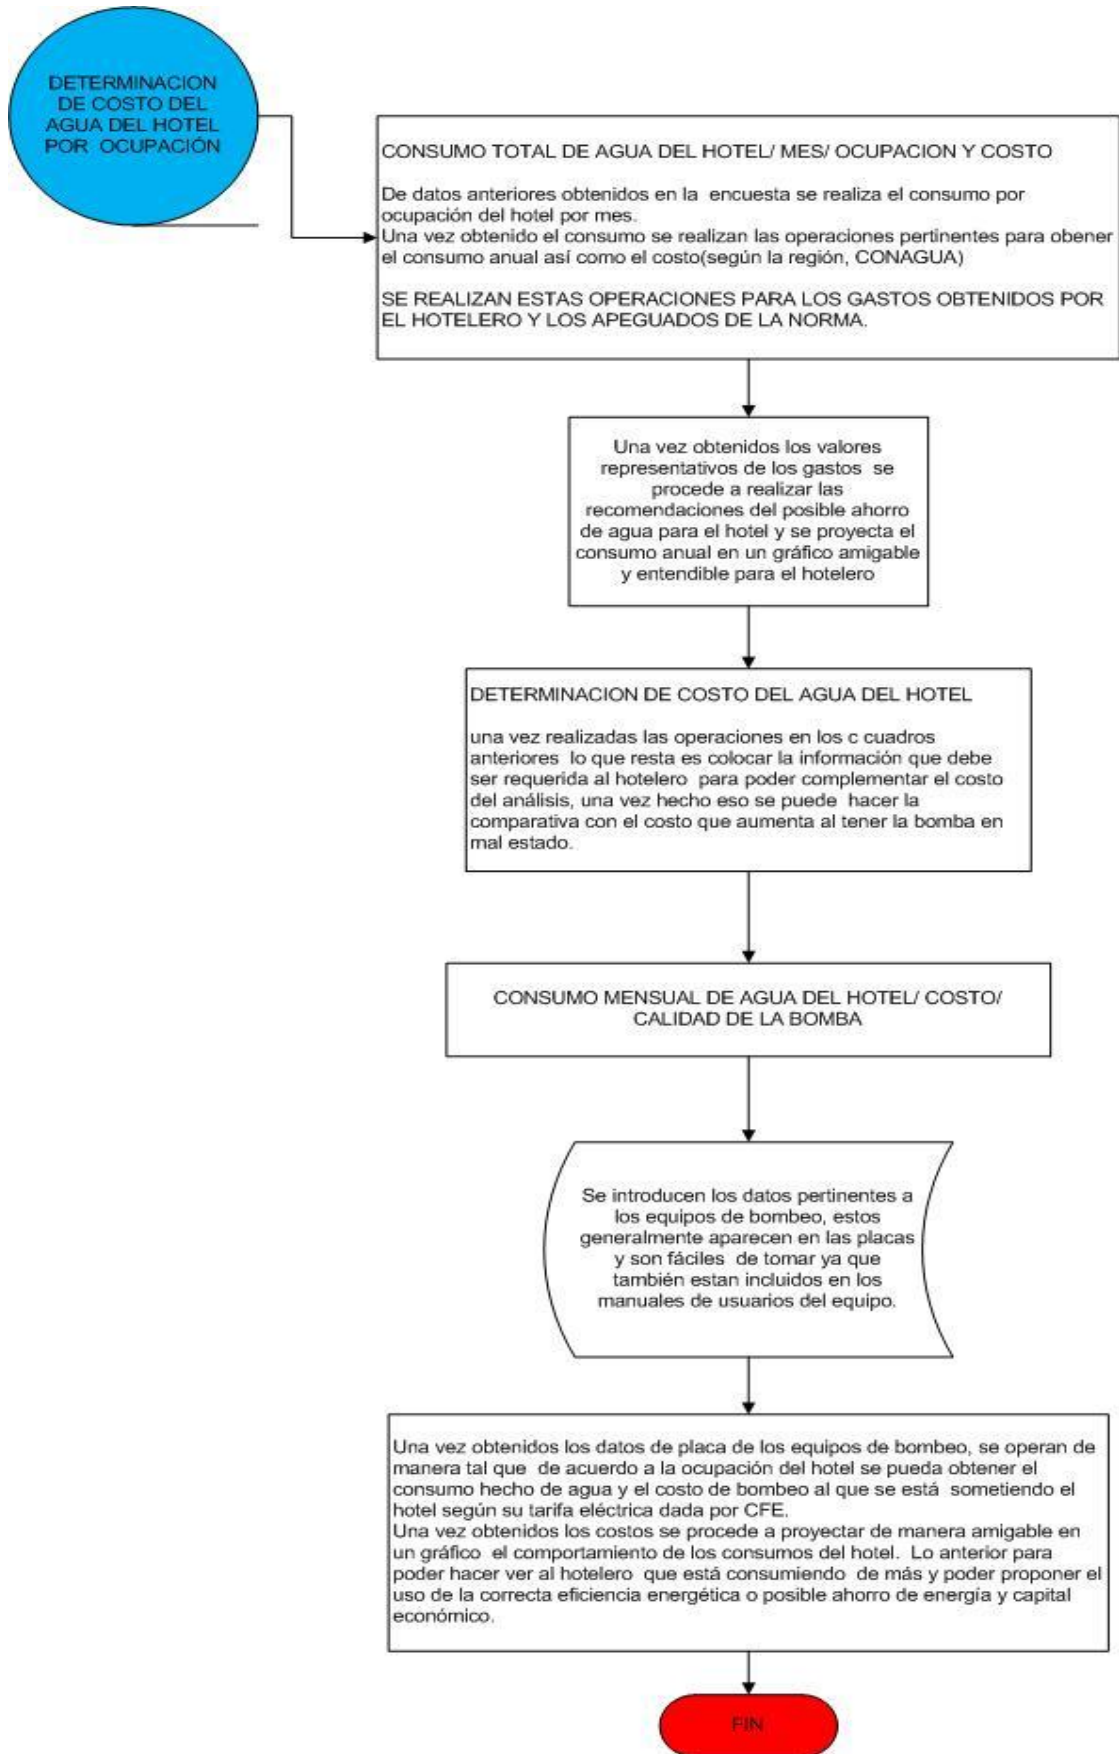 DETERMINACION
DE COSTO DEL
AGUA DEL HOTEL
POR OCUPACIÓN
CONSUMO TOTAL DE AGUA DEL HOTEL/ MES/ OCUPACION Y COSTO
De datos anteriores obtenidos en la encuesta se realiza el consumo por
ocupación del hotel por mes.
Una vez obtenido el consumo se realizan las operaciones pertinentes para obener
el consumo anual así como el costo(según la región, CONAGUA)
SE REALIZAN ESTAS OPERACIONES PARA LOS GASTOS OBTENIDOS POR
EL HOTELERO Y LOS APEGUADOS DE LA NORMA.
Una vez obtenidos los valores
representativos de los gastos se
procede a realizar las
recomendaciones del posible ahorro
de agua para el hotel y se proyecta el
consumo anual en un gráfico amigable
y entendible para el hotelero
DETERMINACION DE COSTO DEL AGUA DEL HOTEL
una vez realizadas las operaciones en los c cuadros
anteriores lo que resta es colocar la información que debe
ser requerida al hotelero para poder complementar el costo
del análisis, una vez hecho eso se puede hacer la
comparativa con el costo que aumenta al tener la bomba en
mal estado.
CONSUMO MENSUAL DE AGUA DEL HOTEL/ COSTO/
CALIDAD DE LA BOMBA
Se introducen los datos pertinentes a
los equipos de bombeo, estos
generalmente aparecen en las placas
y son fáciles de tomar ya que
también estan incluidos en los
manuales de usuarios del equipo.
Una vez obtenidos los datos de placa de los equipos de bombeo, se operan de
manera tal que de acuerdo a la ocupación del hotel se pueda obtener el
consumo hecho de agua y el costo de bombeo al que se está sometiendo el
hotel según su tarifa eléctrica dada por CFE.
Una vez obtenidos los costos se procede a proyectar de manera amigable en
un gráfico el comportamiento de los consumos del hotel. Lo anterior para
poder hacer ver al hotelero que está consumiendo de más y poder proponer el
uso de la correcta eficiencia energética o posible ahorro de energía y capital
económico.
FIN